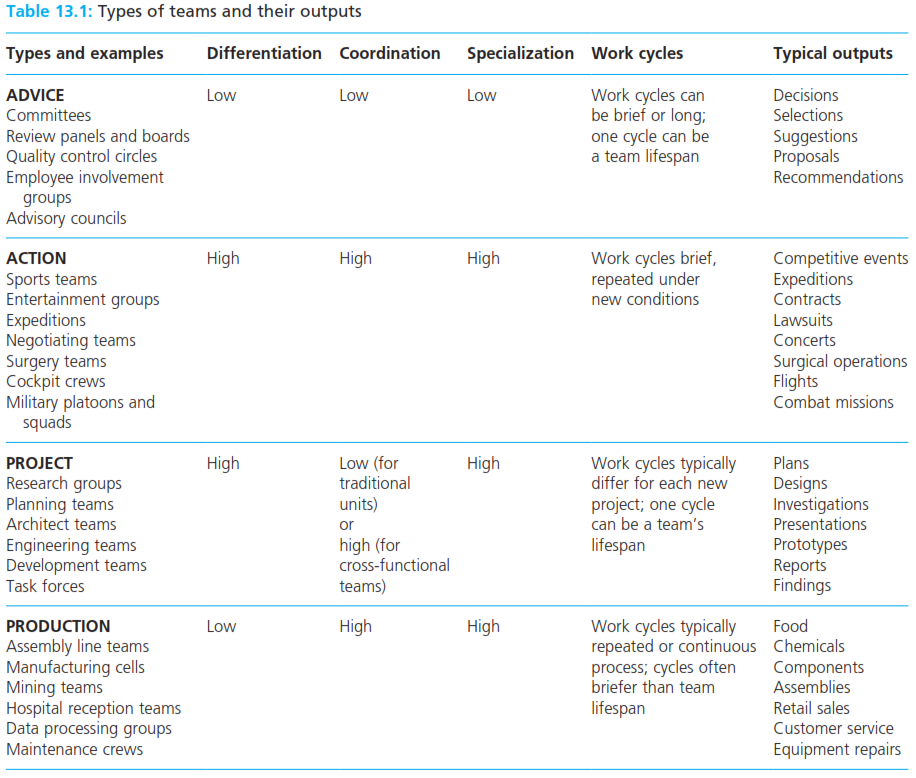 Table 13.1: Types of teams and their outputs
Types and examples Differentiation Coordination Specialization Work cycles Typical outputs
ADVICE Low Low Low Work cycles can Decisions
Committees be brief or long; Selections
Review panels and boards one cycle can be Suggestions
Quality control circles a team lifespan Proposals
Employee involvement Recommendations
groups
Advisory councils
ACTION High High High Work cycles brief, Competitive events
Sports teams repeated under Expeditions
Entertainment groups new conditions Contracts
Expeditions Lawsuits
Negotiating teams Concerts
Surgery teams Surgical operations
Cockpit crews Flights
Military platoons and Combat missions
squads
PROJECT High Low (for High Work cycles typically Plans
Research groups traditional differ for each new Designs
Planning teams units) project; one cycle Investigations
Architect teams or can be a team's Presentations
Engineering teams high (for lifespan Prototypes
Development teams cross-functional Reports
Task forces teams) Findings
PRODUCTION Low High High Work cycles typically Food
Assembly line teams repeated or continuous Chemicals
Manufacturing cells process; cycles often Components
Mining teams briefer than team Assemblies
Hospital reception teams lifespan Retail sales
Data processing groups Customer service
Maintenance crews Equipment repairs